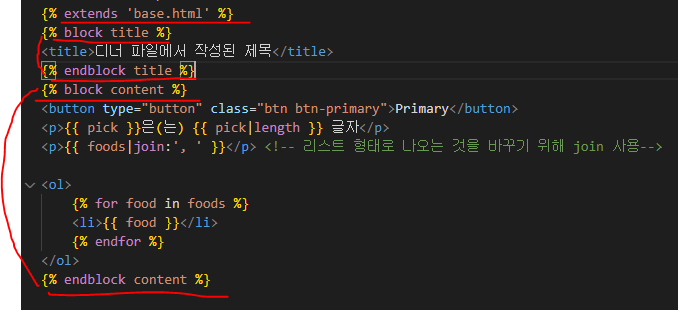 {% extends 'base.html' %}
{% block title %}
<title>디너 파일에서 작성된 제목</title>
{% endblock title %}
{% block content %}
<button type="button" class="btn btn-primary">Primary</button>
<p>{{ pick }}은(는) {{ pick|length }} 글자</p>
<p>{{ foods|join:', ' }}</p> <!-- 리스트 형태로 나오는 것을 바꾸기 위해 join 사용-->
<ol>
{% for food in foods %}
<li>{{ food }}</li>
{% endfor %}
</ol>
{% endblock content %}